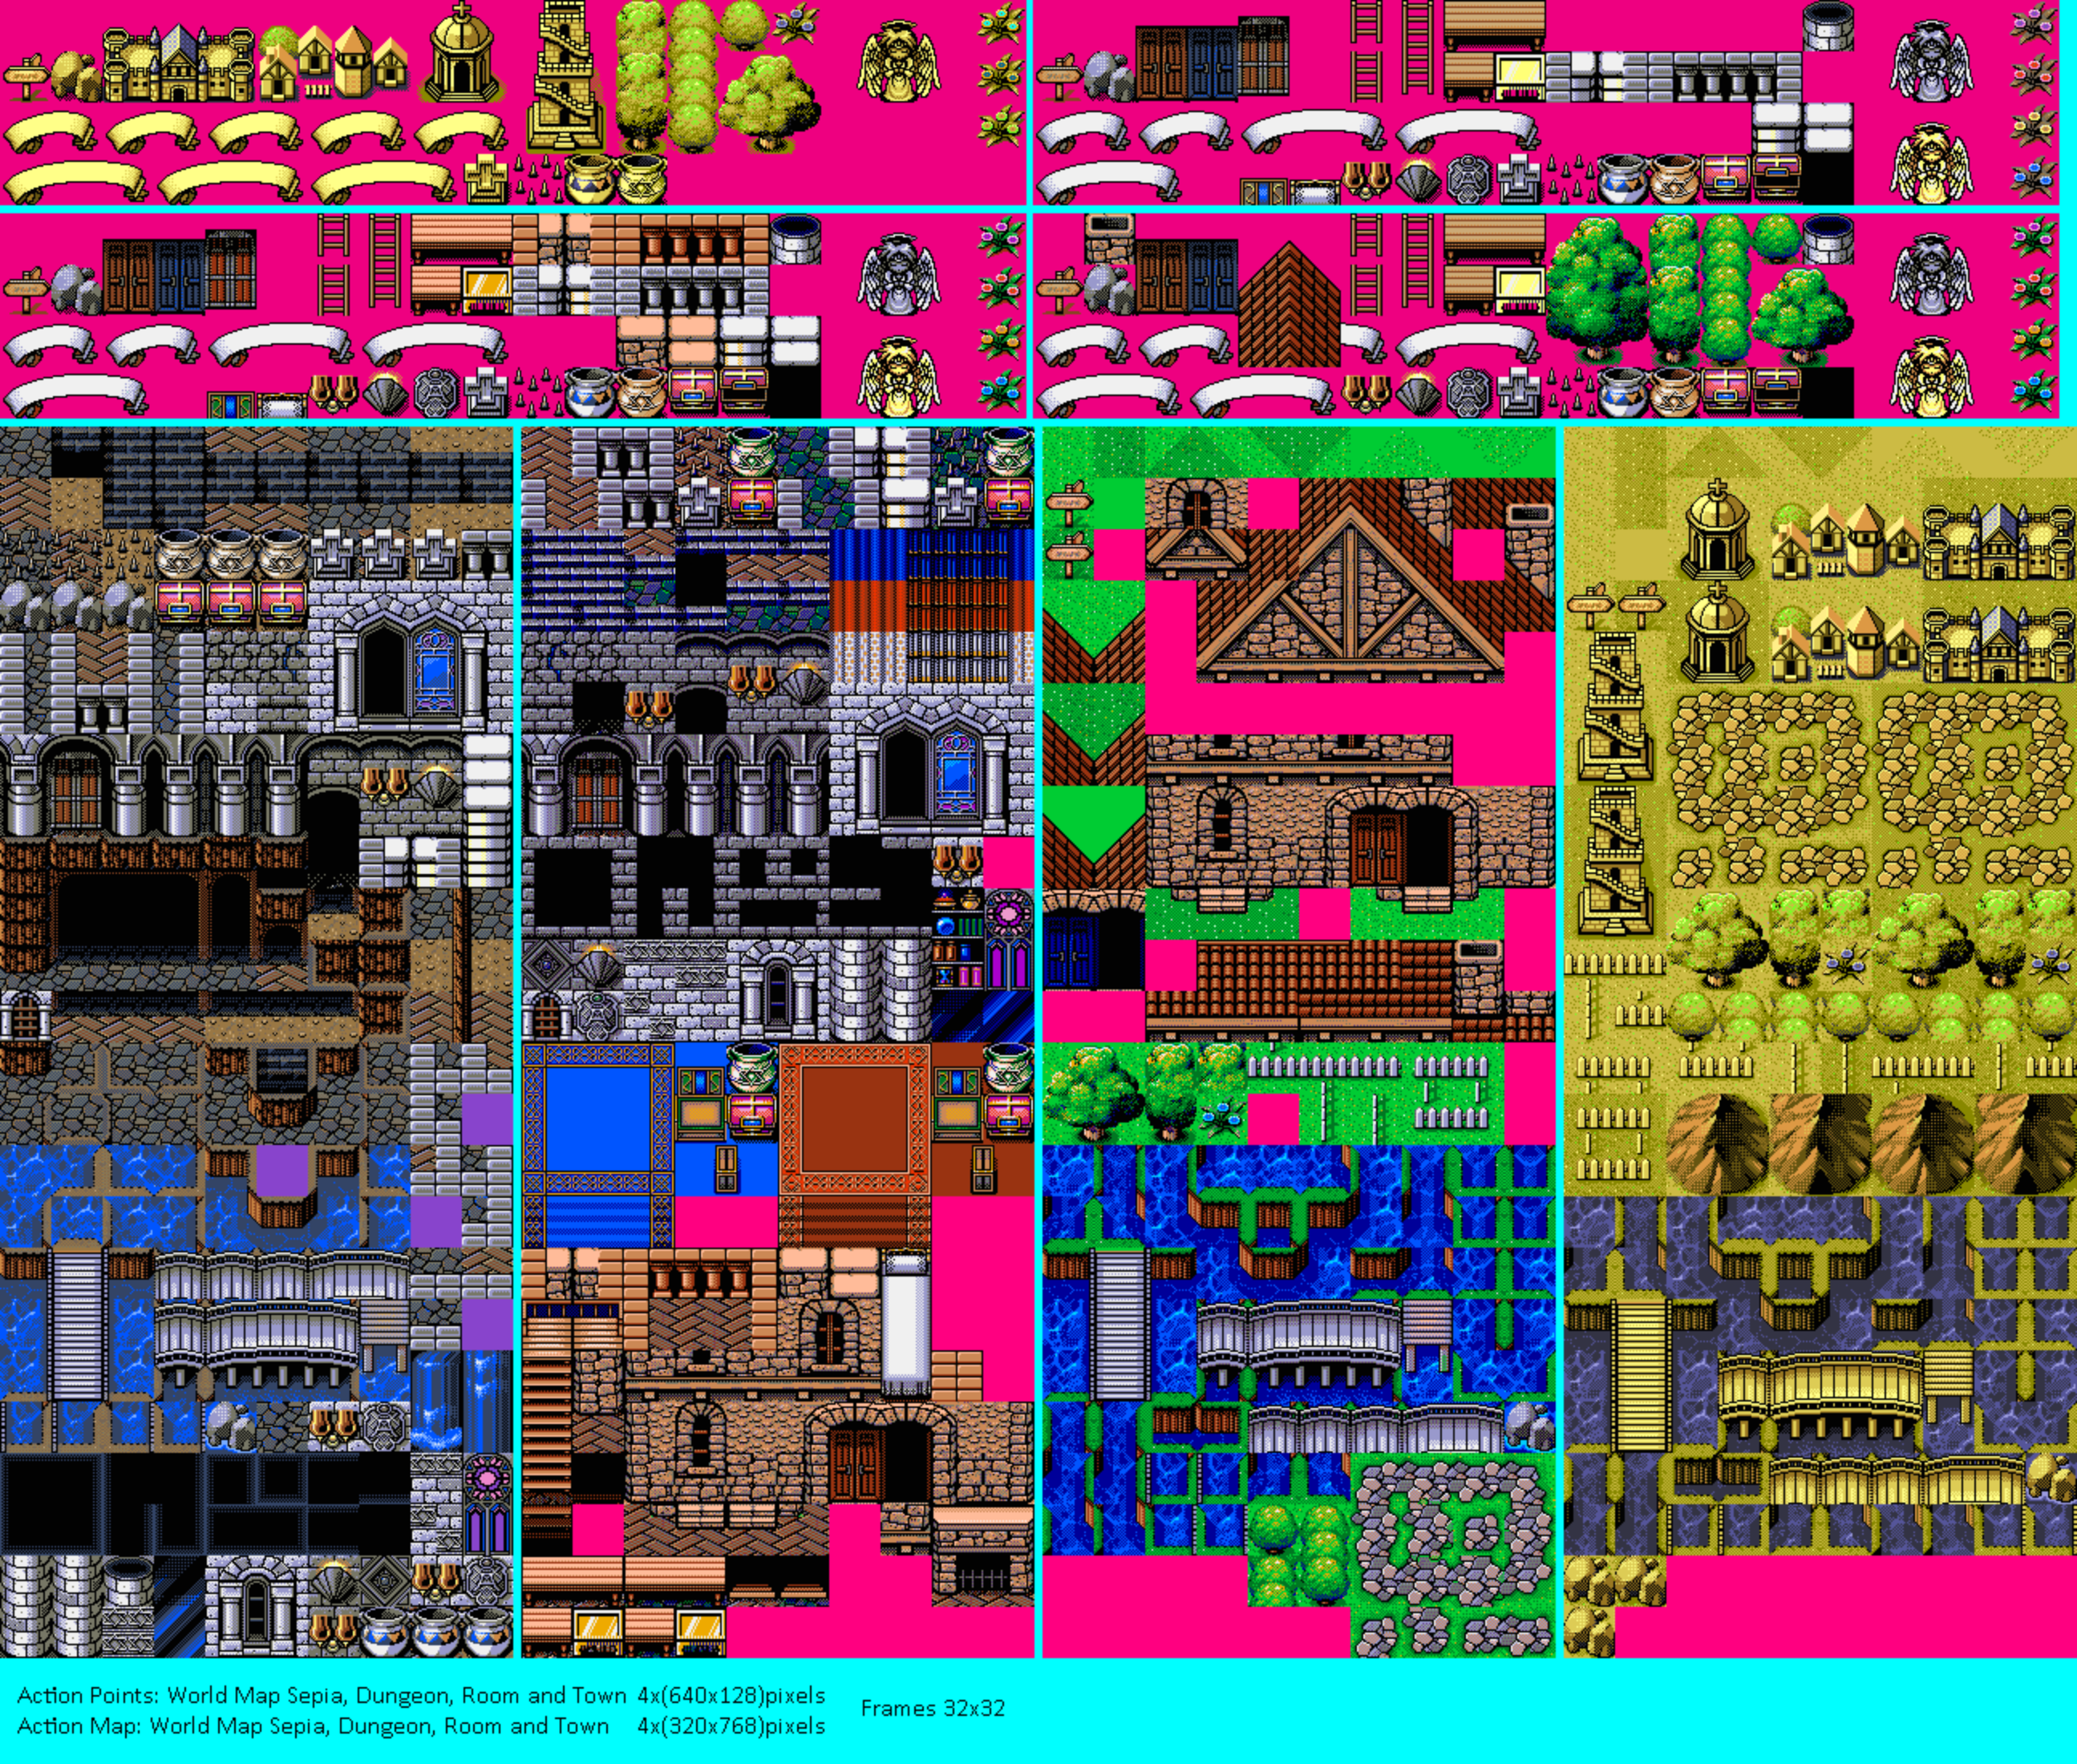 Action Points: World Map Sepia, Dungeon, Room and Town 4x(640x128)pixels
Action Map: World Map Sepia, Dungeon, Room and Town 4x(320x768)pixels
Frames 32x32